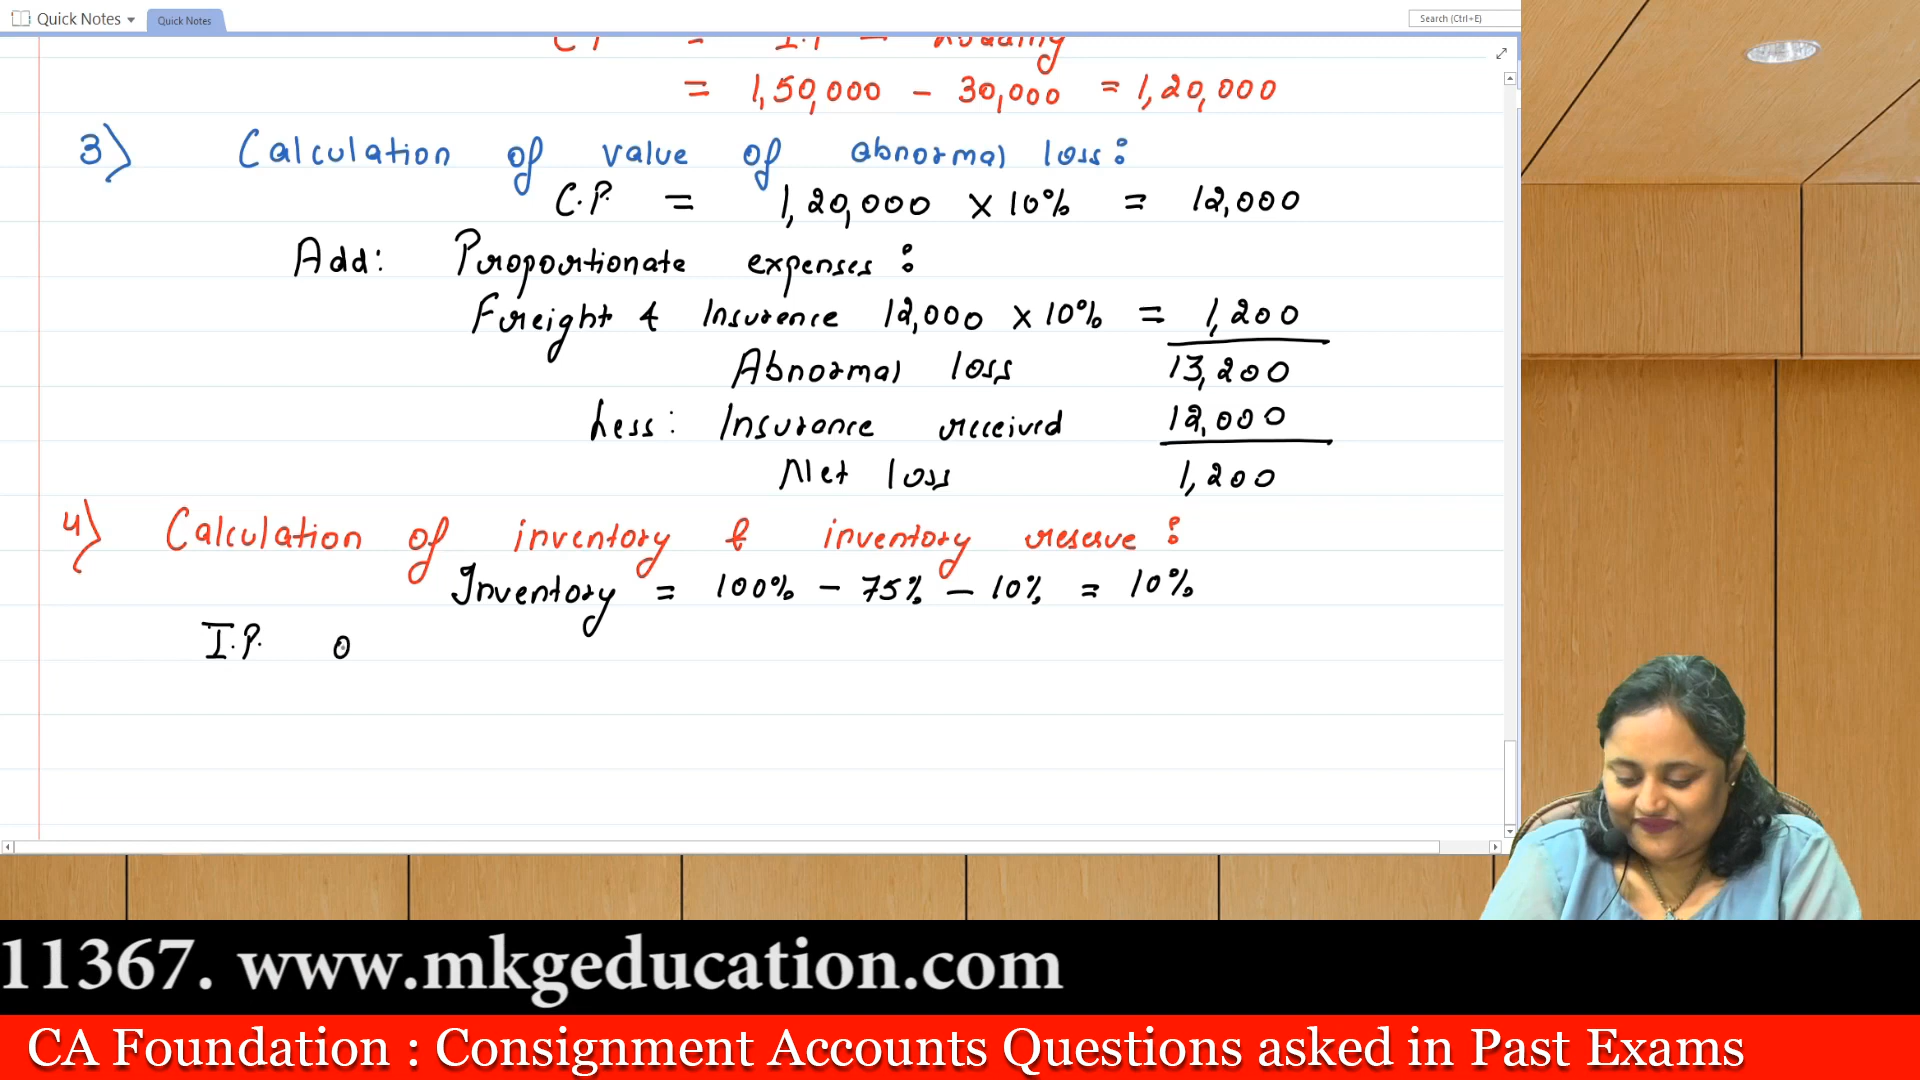 Quick Notes
Quick Notes
Search (Ctrl+E)
= 1,50,000 - 30,000 = 1,20,000
3) Calculation of value of abnormal loss:
C.P. = 1,20,000 x 10% = 12,000
Add: Proportionate expenses:
Freight & Insurance 12,000 x 10% = 1,200
Abnormal loss 13,200
Less: Insurance received 12,000
Net loss 1,200
4) Calculation of inventory & inventory reserve:
Inventory = 100% - 75% - 10% = 10%
I.P. o
11367. www.mkgeducation.com
CA Foundation : Consignment Accounts Questions asked in Past Exams